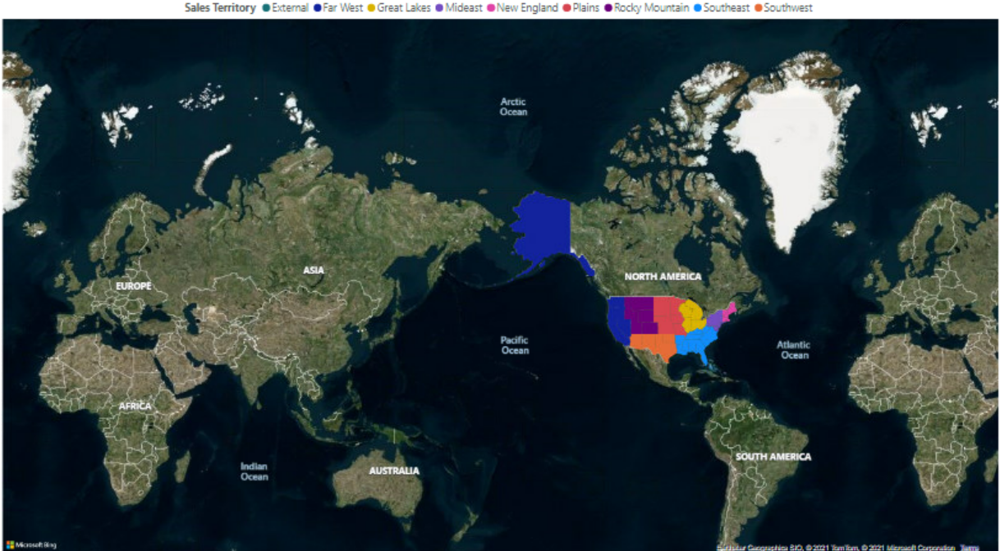 Sales Territory External Far West Great Lakes Mideast New England Plains Rocky Mountain Southeast Southwest
Arctic
Ocean
ASIA
EUROPE
NORTH AMERICA
Pacific
Ocean
Atlantic
Ocean
AFRICA
SOUTH AMERICA
Indian
Ocean
AUSTRALIA
Microsoft Bing
Geographics SIO, © 2021 TomTom, © 2021 Microsoft Corporation Terms